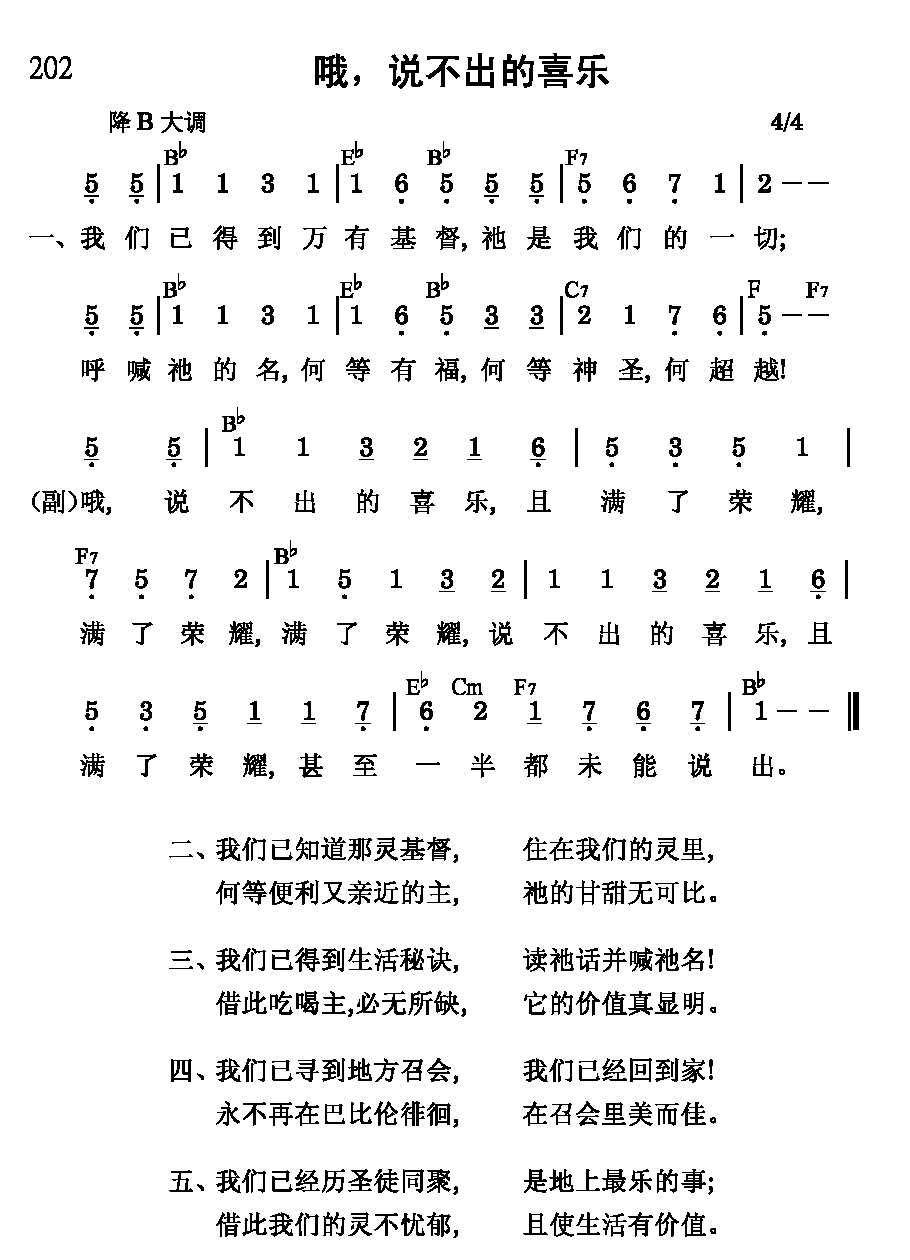 202
哦，说不出的喜乐
降 B 大调 4/4
B♭ E♭ B♭ F7
5 5 | 1 1 3 1 | 1 6 5 5 5 | 5 6 7 1 | 2 – –
一、我们已得到万有基督,祂是我们的一切;
B♭ E♭ B♭ C7 F F7
5 5 | 1 1 3 1 | 1 6 5 3 3 | 2 1 7 6 | 5 – –
呼喊祂的名,何等有福,何等神圣,何超越!
B♭
5 5 | 1 1 3 2 1 6 | 5 3 5 1 |
(副)哦, 说不出的喜乐,且满了荣耀,
F7 B♭
7 5 7 2 | 1 5 1 3 2 | 1 1 3 2 1 6 |
满了荣耀,满了荣耀,说不出的喜乐,且
E♭ Cm F7 B♭
5 3 5 1 1 7 | 6 2 1 7 6 7 | 1 – – ‖
满了荣耀,甚至一半都未能说出。
二、我们已知道那灵基督, 住在我们的灵里,
何等便利又亲近的主, 祂的甘甜无可比。
三、我们已得到生活秘诀, 读祂话并喊祂名!
借此吃喝主,必无所缺, 它的价值真显明。
四、我们已寻到地方召会, 我们已经回到家!
永不再在巴比伦徘徊, 在召会里美而佳。
五、我们已经历圣徒同聚, 是地上最乐的事;
借此我们的灵不忧郁, 且使生活有价值。